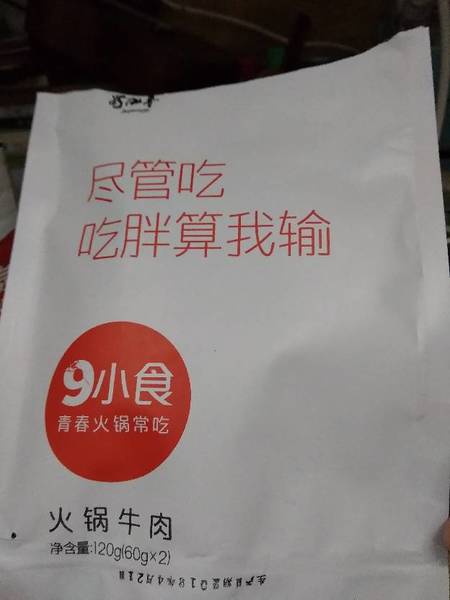 尽管吃
吃胖算我输
9小食
青春火锅常吃
火锅牛肉
净含量:120g(60g×2)